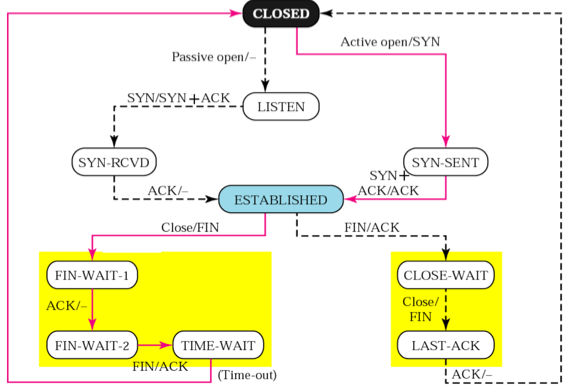 CLOSED
Active open/SYN
Passive open/–
SYN/SYN+ACK
LISTEN
SYN-RCVD
SYN-SENT
SYN+
ACK/ACK
ACK/–
ESTABLISHED
Close/FIN
FIN/ACK
FIN-WAIT-1
CLOSE-WAIT
ACK/–
Close/
FIN
FIN-WAIT-2
TIME-WAIT
LAST-ACK
FIN/ACK
(Time-out)
ACK/–